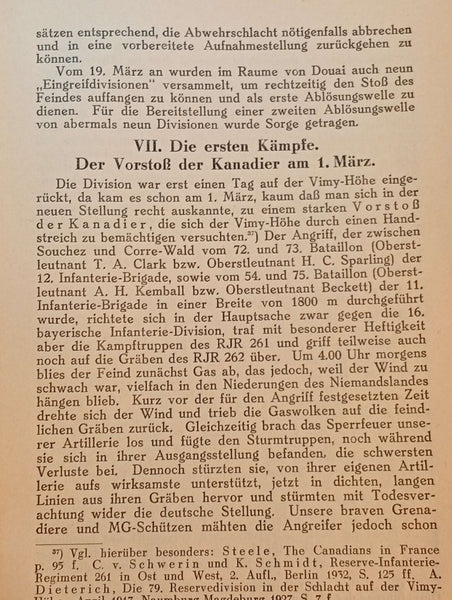 sätzen entsprechend, die Abwehrschlacht nötigenfalls abbrechen
und in eine vorbereitete Aufnahmestellung zurückgehen zu
können.
Vom 19. März an wurden im Raume von Douai auch neun
„Eingreifdivisionen" versammelt, um rechtzeitig den Stoß des
Feindes auffangen zu können und als erste Ablösungswelle zu
dienen. Für die Bereitstellung einer zweiten Ablösungswelle
von abermals neun Divisionen wurde Sorge getragen.
VII. Die ersten Kämpfe.
Der Vorstoß der Kanadier am 1. März.
Die Division war erst einen Tag auf der Vimy-Höhe einge-
rückt, da kam es schon am 1. März, kaum daß man sich in der
neuen Stellung recht auskannte, zu einem starken Vorstoß
der Kanadier, die sich der Vimy-Höhe durch einen Hand-
streich zu bemächtigen versuchten.³⁷) Der Angriff, der zwischen
Souchez und Corre-Wald vom 72. und 73. Bataillon (Oberst-
leutnant T. A. Clark bzw. Oberstleutnant H. C. Sparling) der
12. Infanterie-Brigade, sowie vom 54. und 75. Bataillon (Oberst-
leutnant A. H. Kemball bzw. Oberstleutnant Beckett) der 11.
Infanterie-Brigade in einer Breite von 1800 m durchgeführt
wurde, richtete sich in der Hauptsache zwar gegen die 16.
bayerische Infanterie-Division, traf mit besonderer Heftigkeit
aber die Kampftruppen des RJR 261 und griff teilweise auch
noch auf die Gräben des RJR 262 über. Um 4.00 Uhr morgens
blies der Feind zunächst Gas ab, das jedoch, weil der Wind zu
schwach war, vielfach in den Niederungen des Niemandslandes
hängen blieb. Kurz vor der für den Angriff festgesetzten Zeit
drehte sich der Wind und trieb die Gaswolken auf die feind-
lichen Gräben zurück. Gleichzeitig brach das Sperrfeuer unse-
rer Artillerie los und fügte den Sturmtruppen, noch während
sie sich in ihrer Ausgangsstellung befanden, die schwersten
Verluste bei. Dennoch stürzten sie, von ihrer eigenen Artil-
lerie aufs wirksamste unterstützt, jetzt in dichten, langen
Linien aus ihren Gräben hervor und stürmten mit Todesver-
achtung wider die deutsche Stellung. Unsere braven Grena-
diere und MG-Schützen mähten die Angreifer jedoch schon
³⁷) Vgl. hierüber besonders: Steele, The Canadians in France
p. 95 f. C. v. Schwerin und K. Schmidt, Reserve-Infanterie-
Regiment 261 in Ost und West, 2. Aufl., Berlin 1932, S. 125 ff. A.
Dieterich, Die 79. Reservedivision in der Schlacht auf der Vimy-
Höhe, April 1917, Naumburg-Magdeburg 1927, S. 7 f.